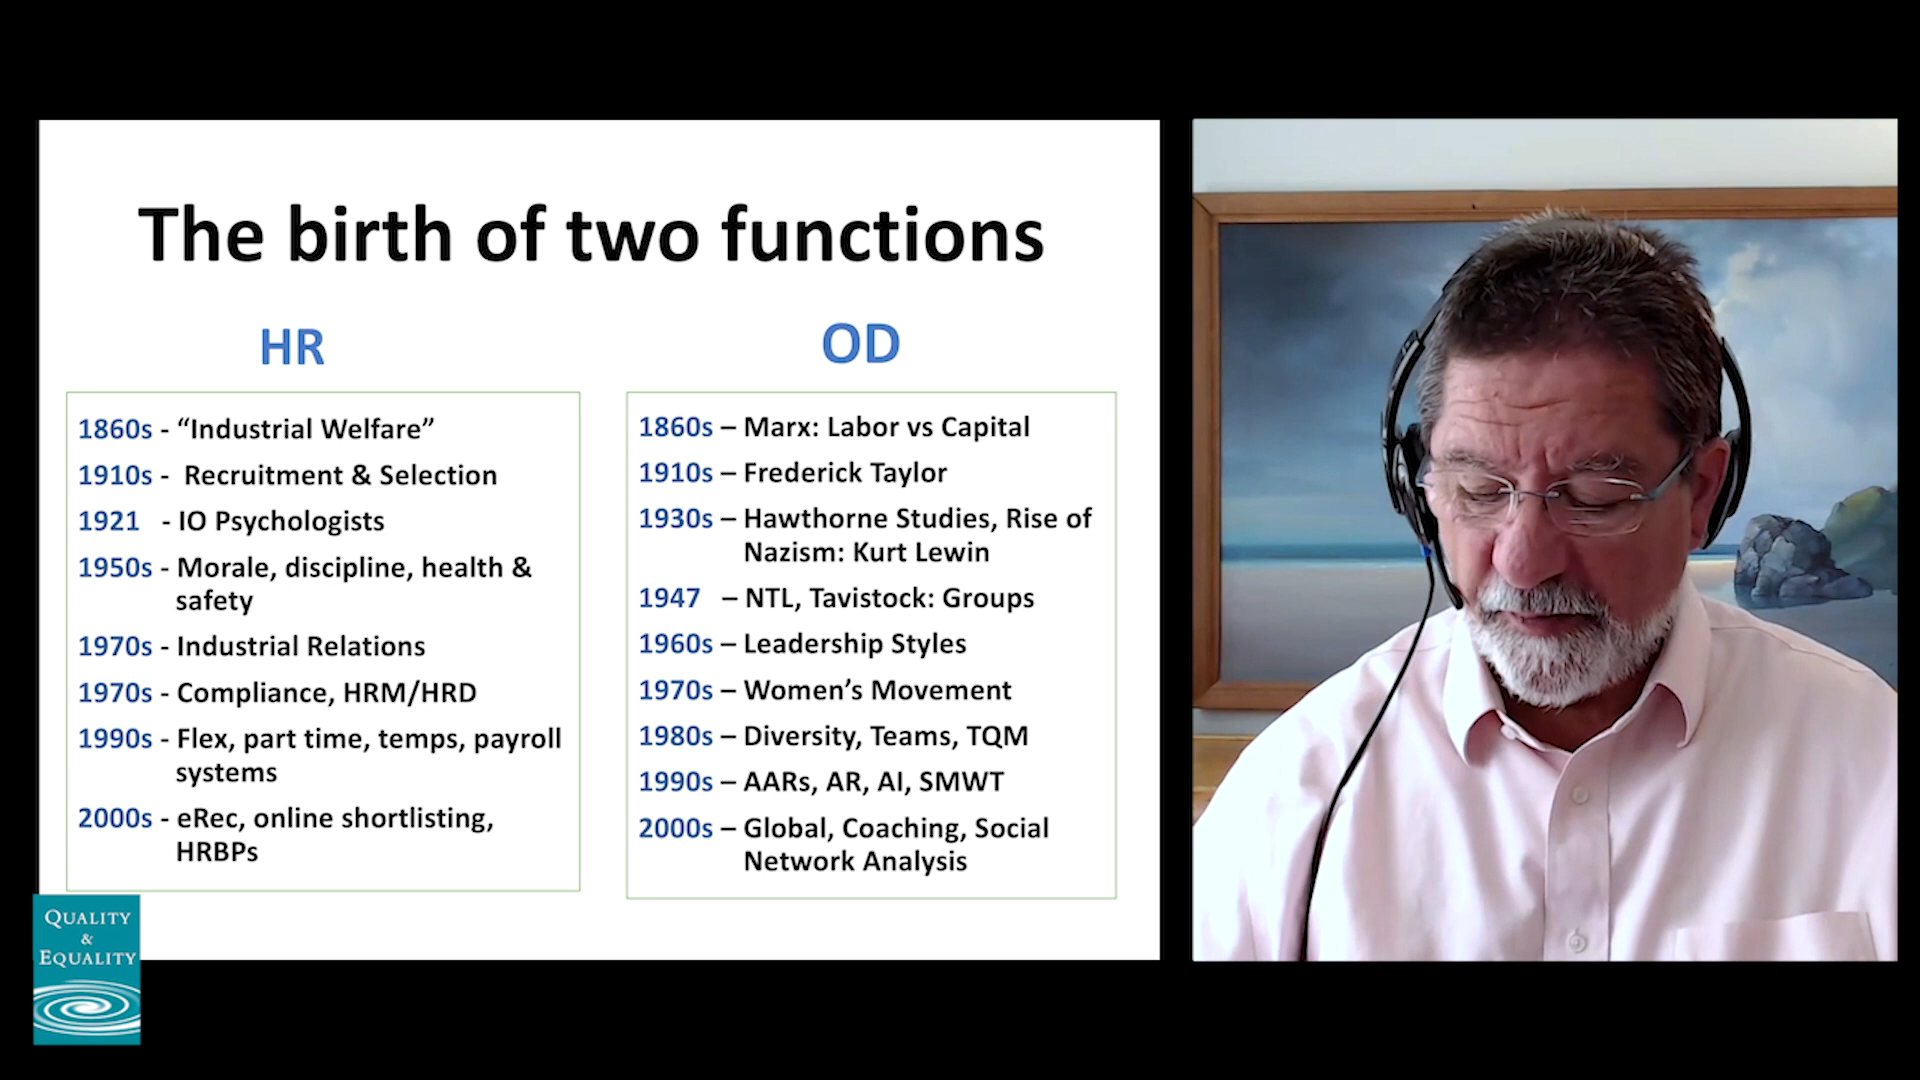 The birth of two functions
HR
1860s - “Industrial Welfare”
1910s - Recruitment & Selection
1921 - IO Psychologists
1950s - Morale, discipline, health &
safety
1970s - Industrial Relations
1970s - Compliance, HRM/HRD
1990s - Flex, part time, temps, payroll
systems
2000s - eRec, online shortlisting,
HRBPs
OD
1860s – Marx: Labor vs Capital
1910s – Frederick Taylor
1930s – Hawthorne Studies, Rise of
Nazism: Kurt Lewin
1947 – NTL, Tavistock: Groups
1960s – Leadership Styles
1970s – Women’s Movement
1980s – Diversity, Teams, TQM
1990s – AARs, AR, AI, SMWT
2000s – Global, Coaching, Social
Network Analysis
QUALITY
&
EQUALITY